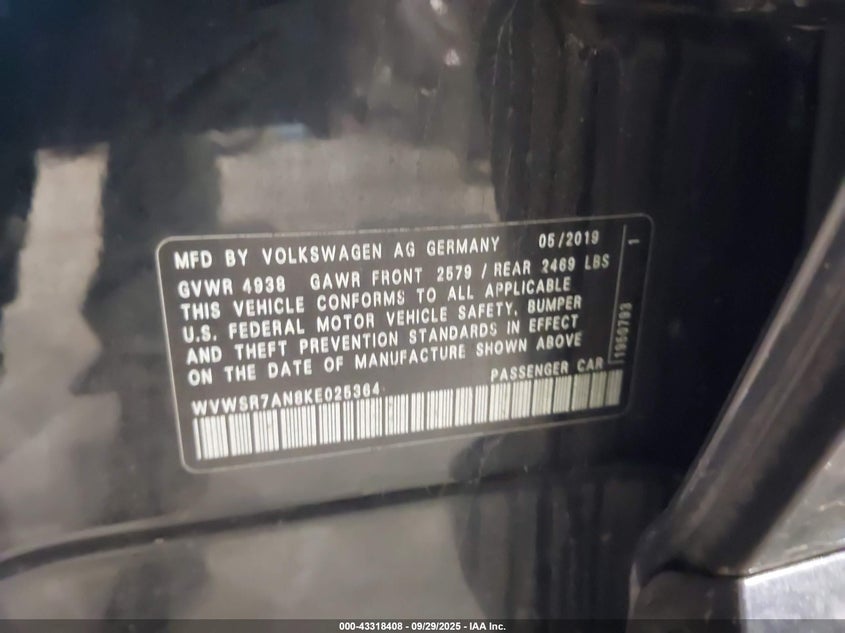 MFD BY VOLKSWAGEN AG GERMANY 05/2019
GVWR 4938 GAWR FRONT 2579 / REAR 2469 LBS
THIS VEHICLE CONFORMS TO ALL APPLICABLE
U.S. FEDERAL MOTOR VEHICLE SAFETY, BUMPER
AND THEFT PREVENTION STANDARDS IN EFFECT
ON THE DATE OF MANUFACTURE SHOWN ABOVE
WVWSR7AN8KE025364 PASSENGER CAR
1
000-43318408 - 09/29/2025 - IAA Inc.